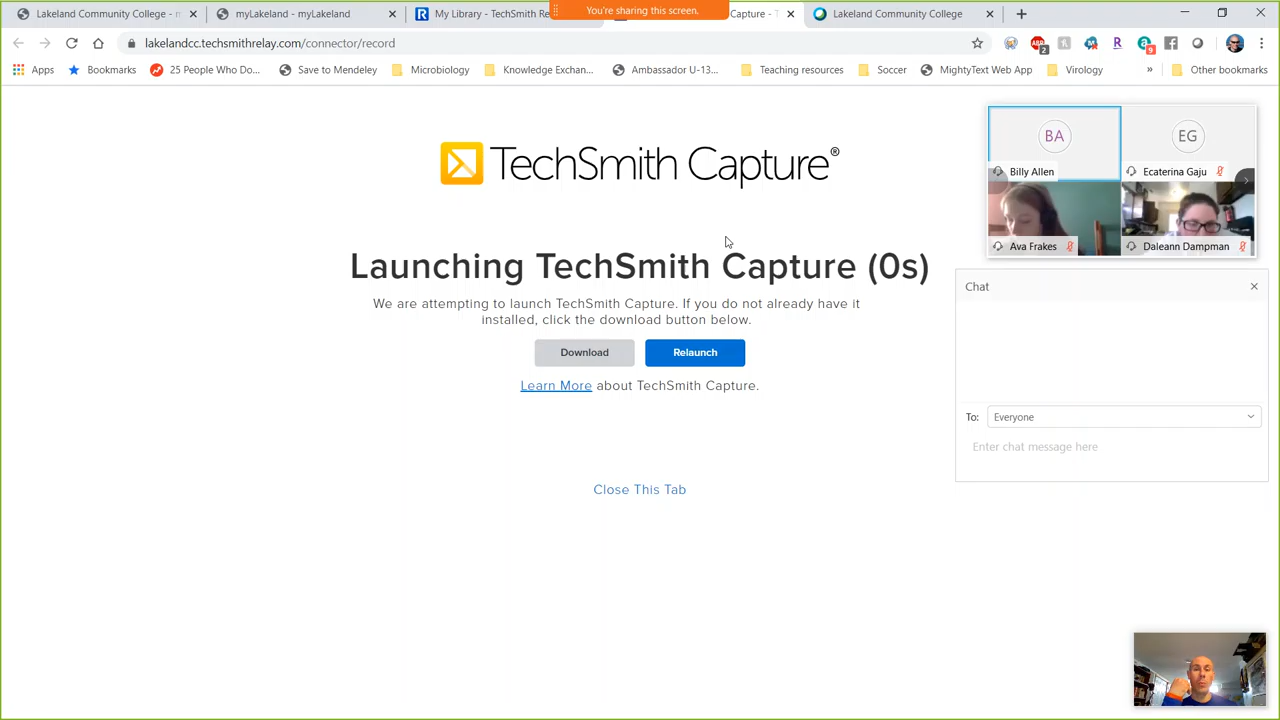 You're sharing this screen.
Lakeland Community College - m
myLakeland - myLakeland
My Library - TechSmith Re
Capture -
Lakeland Community College
lakelandcc.techsmithrelay.com/connector/record
2
9
Apps
Bookmarks
25 People Who Do...
Save to Mendeley
Microbiology
Knowledge Exchan...
Ambassador U-13...
Teaching resources
Soccer
MightyText Web App
Virology
»
Other bookmarks
TechSmith Capture®
Launching TechSmith Capture (0s)
We are attempting to launch TechSmith Capture. If you do not already have it
installed, click the download button below.
Download
Relaunch
Learn More about TechSmith Capture.
Close This Tab
BA
EG
Billy Allen
Ecaterina Gaju
Ava Frakes
Daleann Dampman
Chat
To:
Everyone
Enter chat message here